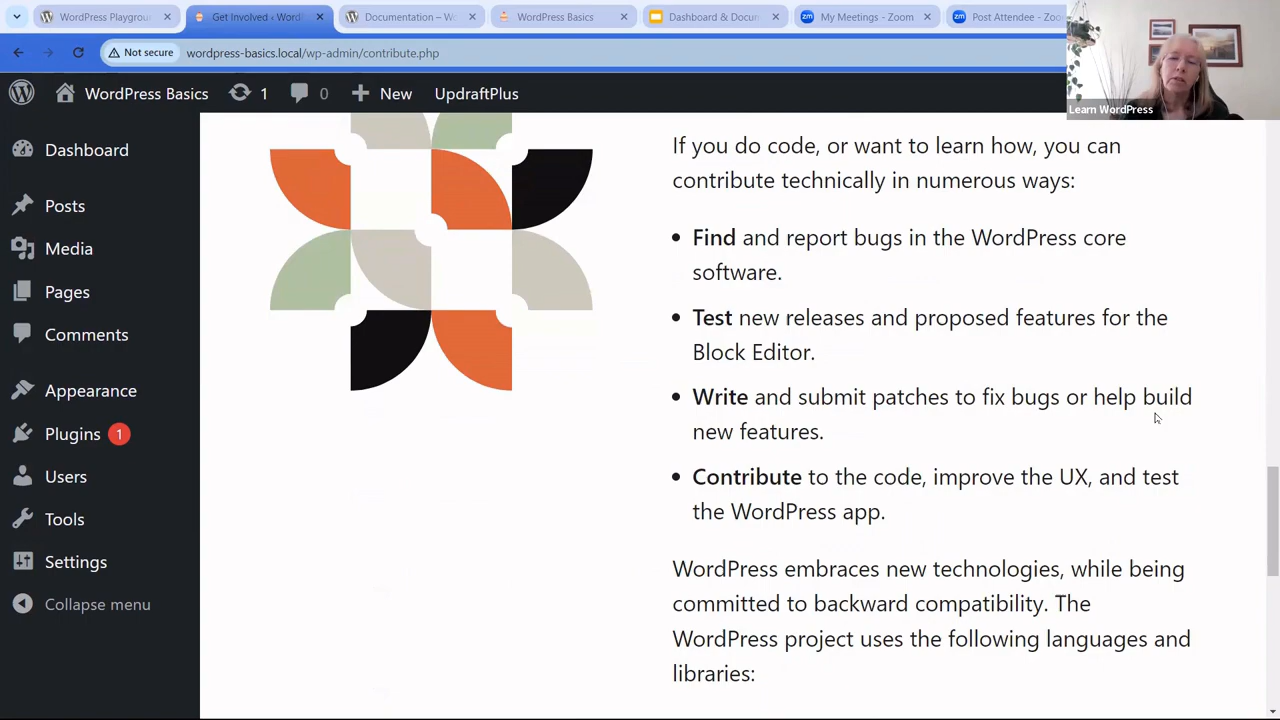 WordPress Playgrou
Get Involved ‹ Word
Documentation – Wo
WordPress Basics
Dashboard & Docum
zm My Meetings - Zoom
zm Post Attendee - Zoo
Not secure wordpress-basics.local/wp-admin/contribute.php
Learn WordPress
WordPress Basics 1 0 New UpdraftPlus
Dashboard
Posts
Media
Pages
Comments
Appearance
Plugins 1
Users
Tools
Settings
Collapse menu
If you do code, or want to learn how, you can
contribute technically in numerous ways:
• Find and report bugs in the WordPress core
software.
• Test new releases and proposed features for the
Block Editor.
• Write and submit patches to fix bugs or help build
new features.
• Contribute to the code, improve the UX, and test
the WordPress app.
WordPress embraces new technologies, while being
committed to backward compatibility. The
WordPress project uses the following languages and
libraries: